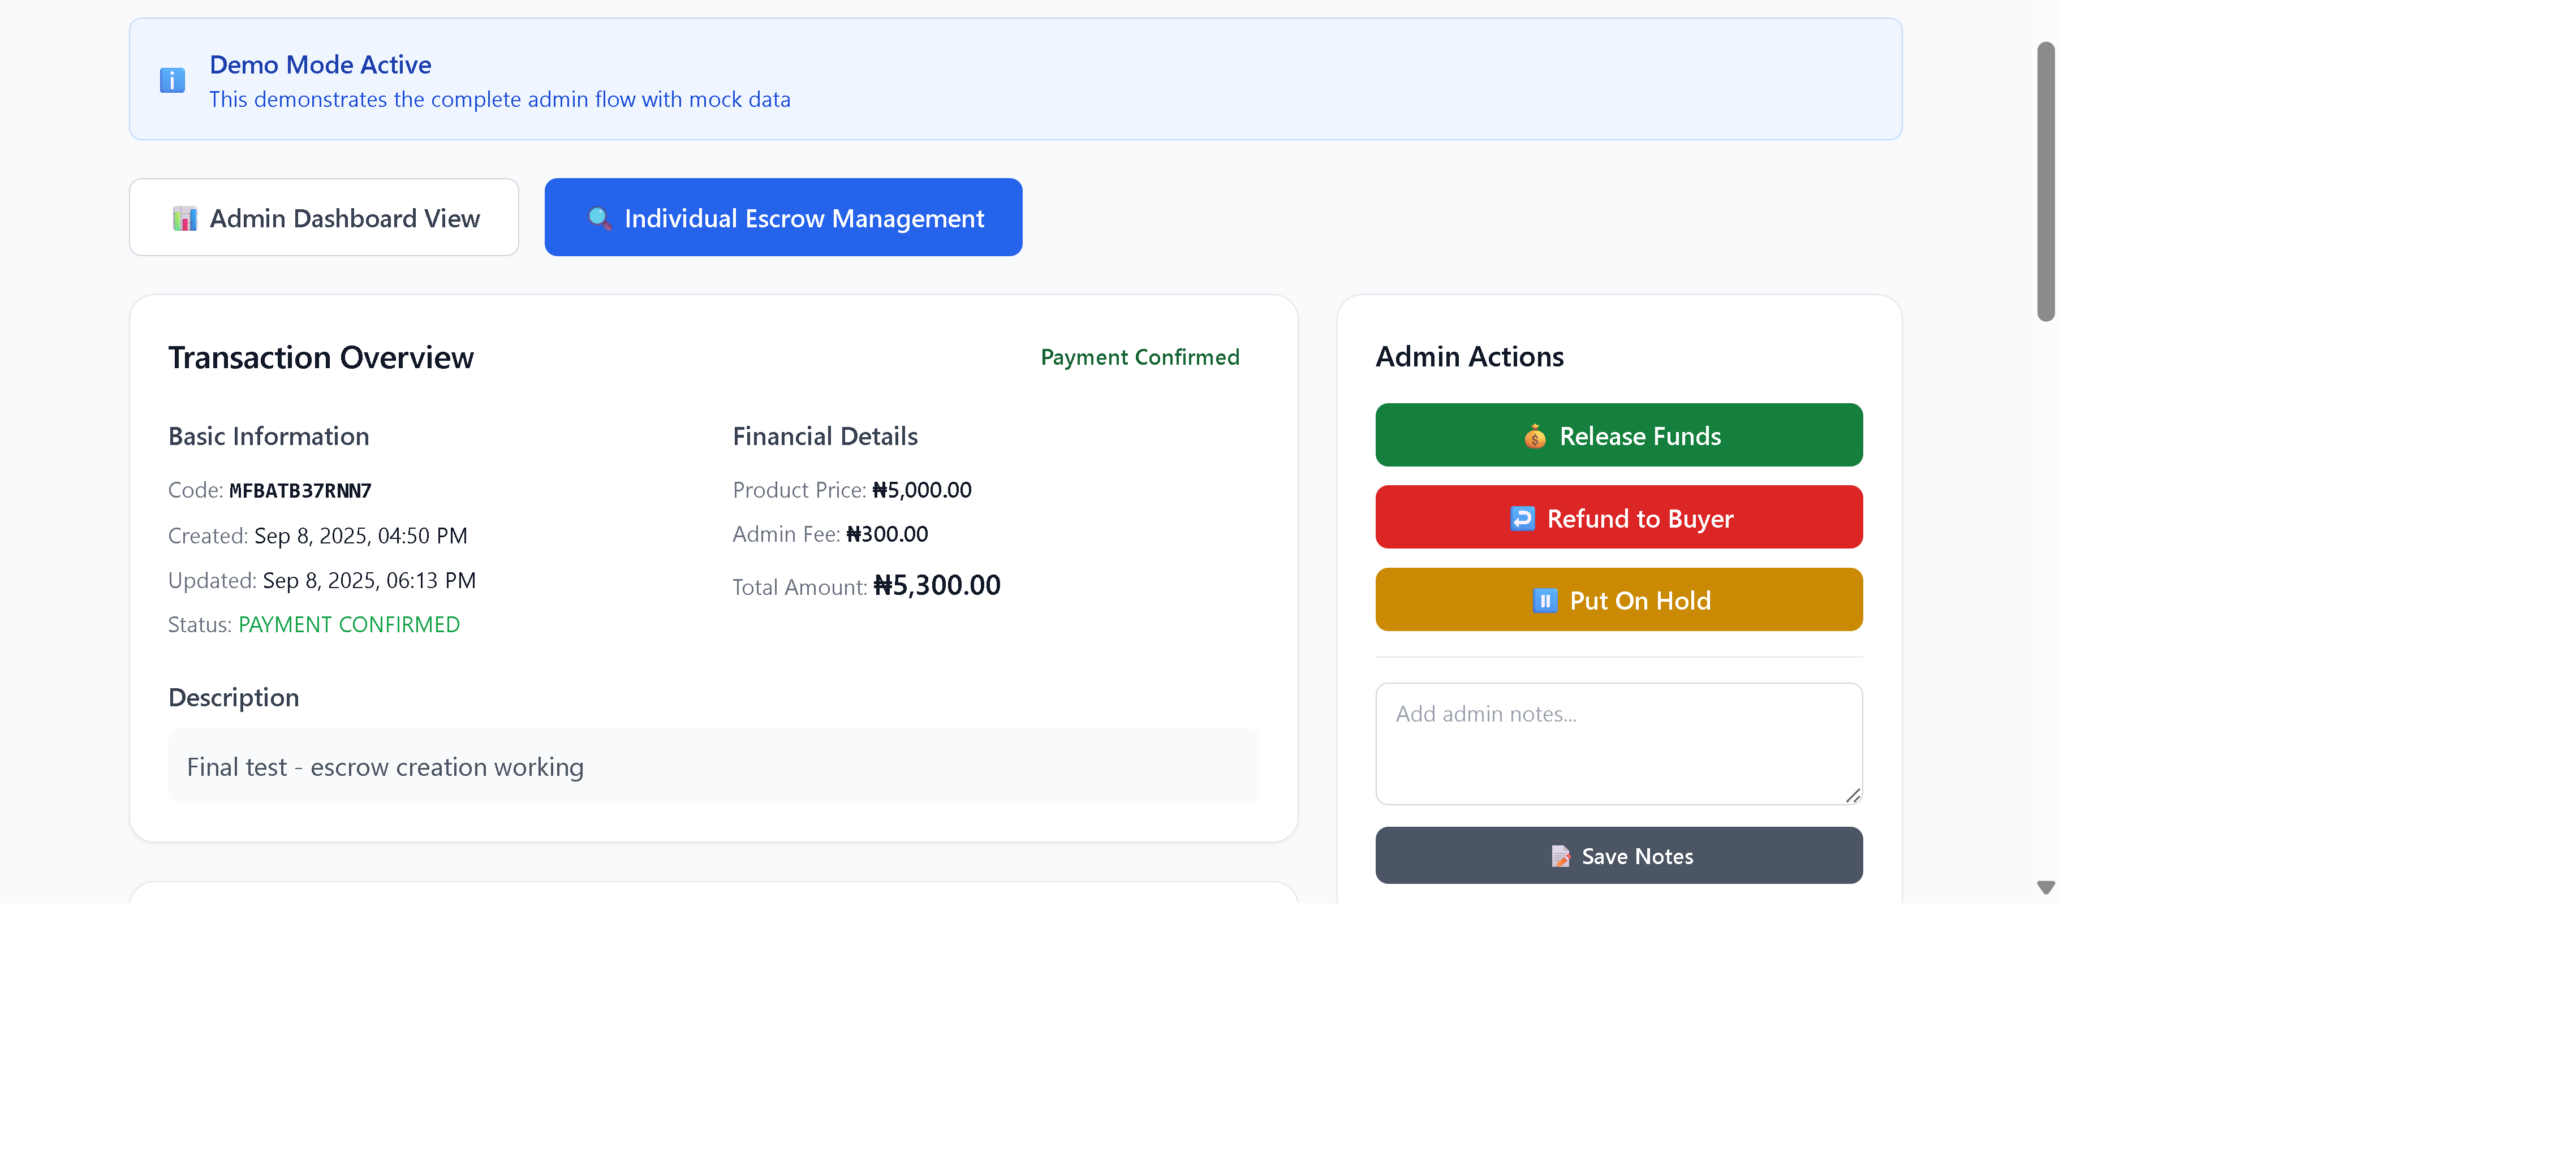 Demo Mode Active
This demonstrates the complete admin flow with mock data
Admin Dashboard View
Individual Escrow Management
Transaction Overview
Payment Confirmed
Basic Information
Code: MFBATB37RNN7
Created: Sep 8, 2025, 04:50 PM
Updated: Sep 8, 2025, 06:13 PM
Status: PAYMENT CONFIRMED
Financial Details
Product Price: ₦5,000.00
Admin Fee: ₦300.00
Total Amount: ₦5,300.00
Description
Final test - escrow creation working
Admin Actions
Release Funds
Refund to Buyer
Put On Hold
Add admin notes...
Save Notes